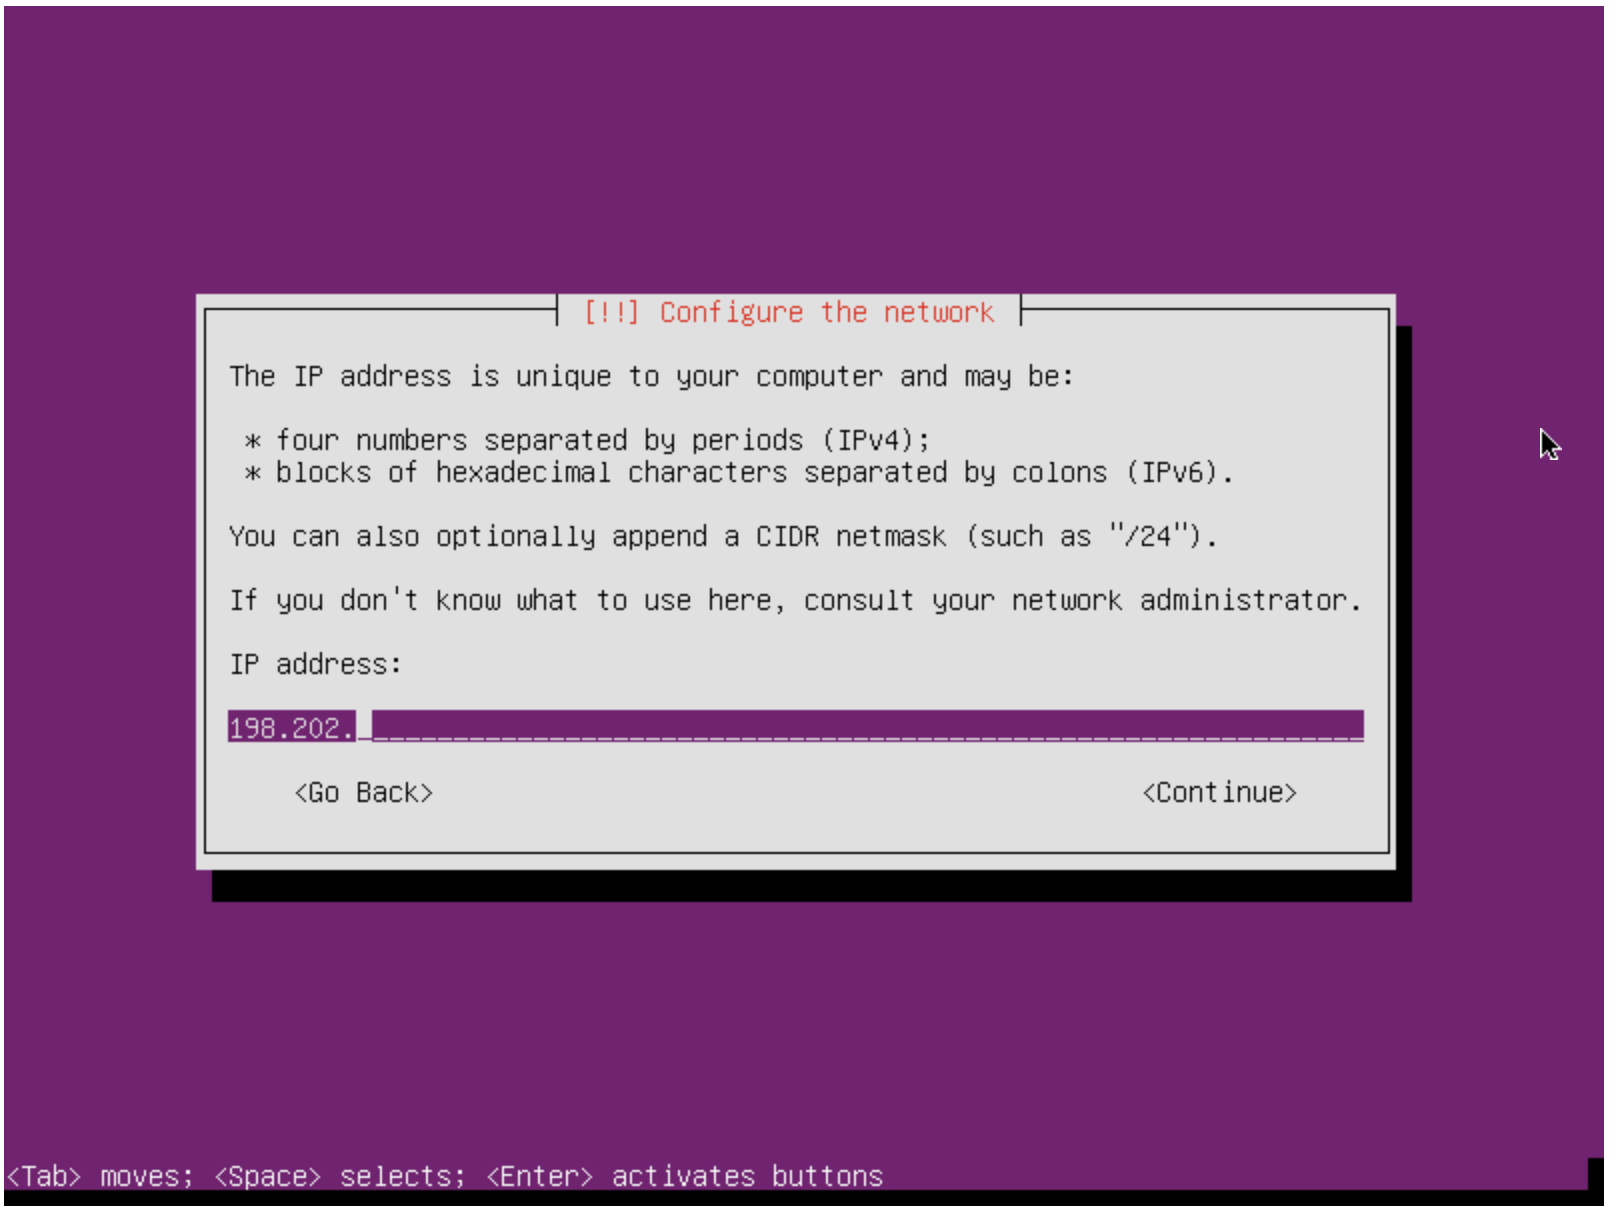 [!!] Configure the network
The IP address is unique to your computer and may be:
* four numbers separated by periods (IPv4);
* blocks of hexadecimal characters separated by colons (IPv6).
You can also optionally append a CIDR netmask (such as "/24").
If you don't know what to use here, consult your network administrator.
IP address:
198.202._______________________________________________________________
<Go Back> <Continue>
<Tab> moves; <Space> selects; <Enter> activates buttons